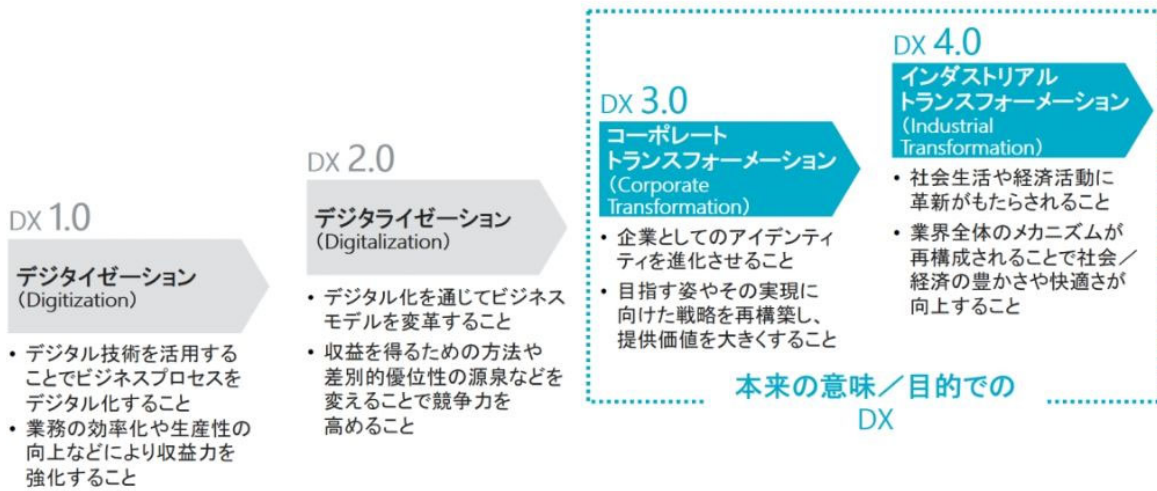 DX 1.0
デジタイゼーション
（Digitization）
• デジタル技術を活用する
ことでビジネスプロセスを
デジタル化すること
• 業務の効率化や生産性の
向上などにより収益力を
強化すること
DX 2.0
デジタライゼーション
（Digitalization）
• デジタル化を通じてビジネス
モデルを変革すること
• 収益を得るための方法や
差別的優位性の源泉などを
変えることで競争力を
高めること
DX 3.0
コーポレート
トランスフォーメーション
（Corporate
Transformation）
• 企業としてのアイデンティ
ティを進化させること
• 目指す姿やその実現に
向けた戦略を再構築し、
提供価値を大きくすること
DX 4.0
インダストリアル
トランスフォーメーション
（Industrial
Transformation）
• 社会生活や経済活動に
革新がもたらされること
• 業界全体のメカニズムが
再構成されることで社会／
経済の豊かさや快適さが
向上すること
本来の意味／目的での
DX